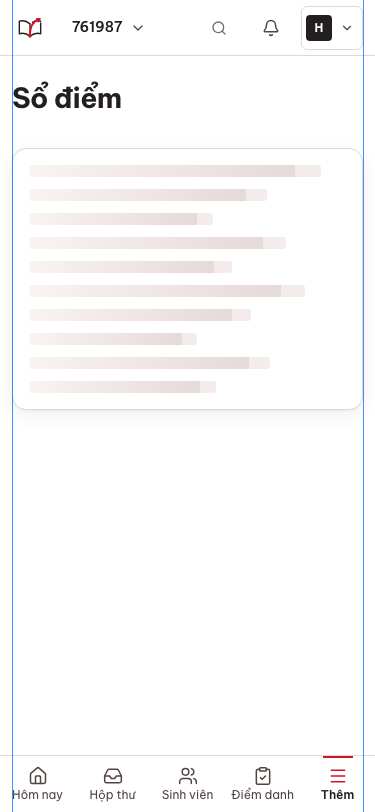 761987
H
Sổ điểm
Hôm nay
Hộp thư
Sinh viên
Điểm danh
Thêm